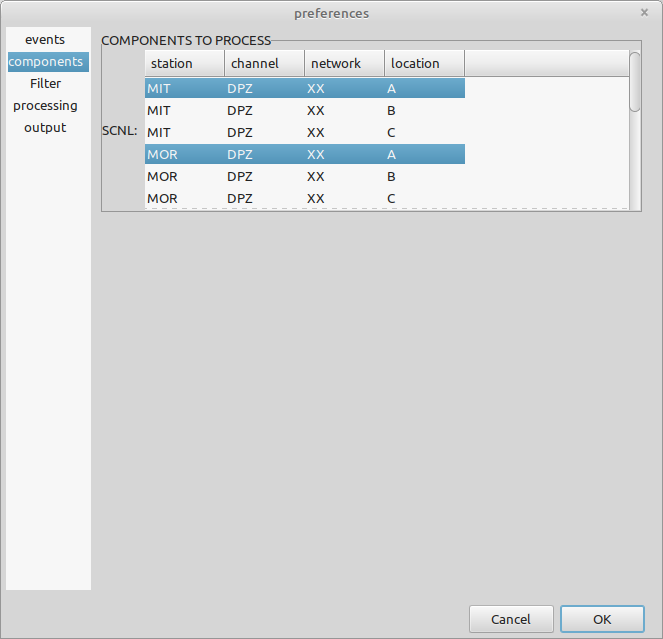 preferences
events
components
Filter
processing
output
COMPONENTS TO PROCESS
SCNL:
station channel network location
MIT DPZ XX A
MIT DPZ XX B
MIT DPZ XX C
MOR DPZ XX A
MOR DPZ XX B
MOR DPZ XX C
Cancel OK